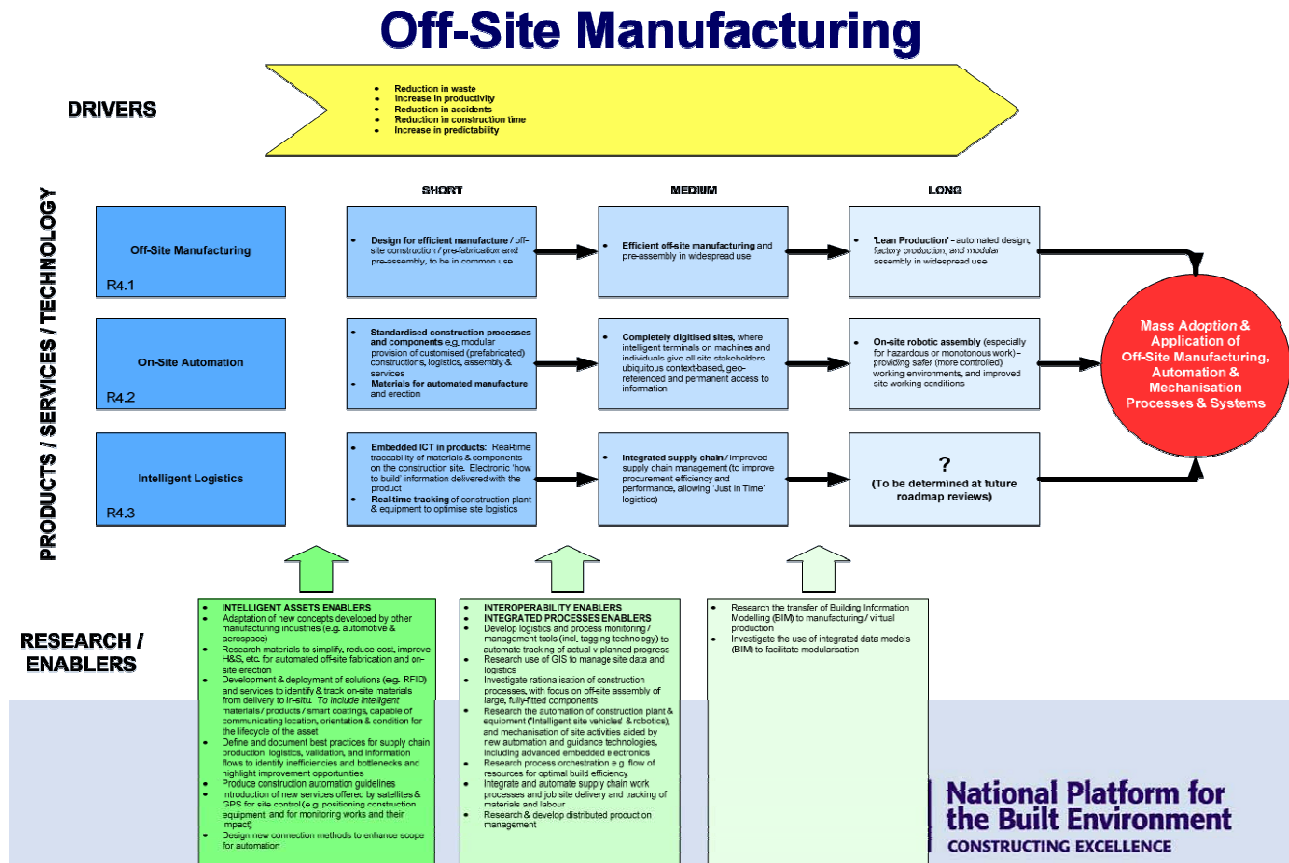 Off-Site Manufacturing
DRIVERS
• Reduction in waste
• Increase in productivity
• Reduction in accidents
• Reduction in construction time
• Increase in predictability
PRODUCTS / SERVICES / TECHNOLOGY
SHORT
MEDIUM
LONG
Off-Site Manufacturing
R4.1
• Design for efficient manufacture / off-
site construction / pre-fabrication and
pre-assembly, to be in common use
• Efficient off-site manufacturing and
pre-assembly in widespread use
• 'Lean Production' – automated design,
factory production, and modular
assembly in widespread use
On-Site Automation
R4.2
• Standardised construction processes
and components e.g. modular
provision of customised (prefabricated)
constructions, logistics, assembly &
services
• Materials for automated manufacture
and erection
• Completely digitised sites, where
intelligent terminals on machines and
individuals give all site stakeholders
ubiquitous context-based, geo-
referenced and permanent access to
information
• On-site robotic assembly (especially
for hazardous or monotonous work) –
providing safer (more controlled)
working environments, and improved
site working conditions
Mass Adoption &
Application of
Off-Site Manufacturing,
Automation &
Mechanisation
Processes & Systems
Intelligent Logistics
R4.3
• Embedded ICT in products: Real-time
traceability of materials & components
on the construction site. Electronic 'how
to build' information delivered with the
product
• Real-time tracking of construction plant
& equipment to optimise site logistics
• Integrated supply chain / improved
supply chain management (to improve
procurement efficiency and
performance, allowing 'Just In Time'
logistics)
?
(To be determined at future
roadmap reviews)
RESEARCH /
ENABLERS
• INTELLIGENT ASSETS ENABLERS
• Adaptation of new concepts developed by other
manufacturing industries (e.g. automotive &
aerospace)
• Research materials to simplify, reduce cost, improve
H&S, etc. for automated off-site fabrication and on-
site erection
• Development & deployment of solutions (e.g. RFID)
and services to identify & track on-site materials
from delivery to in-situ. To include intelligent
materials / products / smart coatings, capable of
communicating location, orientation & condition for
the lifecycle of the asset
• Define and document best practices for supply chain
production, logistics, validation, and information
flows to identify inefficiencies and bottlenecks and
highlight improvement opportunities
• Produce construction automation guidelines
• Introduction of new services offered by satellites &
GPS for site control (e.g. positioning construction
equipment, and for monitoring works and their
impact)
• Design new connection methods to enhance scope
for automation
• INTEROPERABILITY ENABLERS
• INTEGRATED PROCESSES ENABLERS
• Develop logistics and process monitoring /
management tools (incl. tagging technology) to
automate tracking of actual v planned progress
• Research use of GIS to manage site data and
logistics
• Investigate rationalisation of construction
processes, with focus on off-site assembly of
large, fully-fitted components
• Research the automation of construction plant &
equipment ('intelligent site vehicles' & robotics),
and mechanisation of site activities aided by
new automation and guidance technologies,
including advanced embedded electronics
• Research process orchestration e.g. flow of
resources for optimal build efficiency
• Integrate and automate supply chain work
processes and job site delivery and tracking of
materials and labour
• Research & develop distributed production
management
• Research the transfer of Building Information
Modelling (BIM) to manufacturing / virtual
production
• Investigate the use of integrated data models
(BIM) to facilitate modularisation
National Platform for
the Built Environment
CONSTRUCTING EXCELLENCE